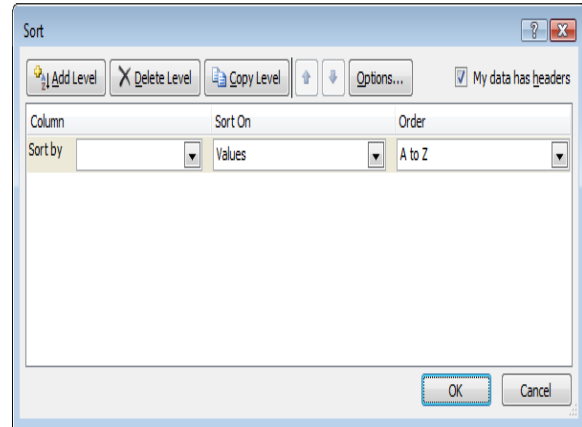 Sort
Add Level Delete Level Copy Level Options... My data has headers
Column Sort On Order
Sort by Values A to Z
OK Cancel